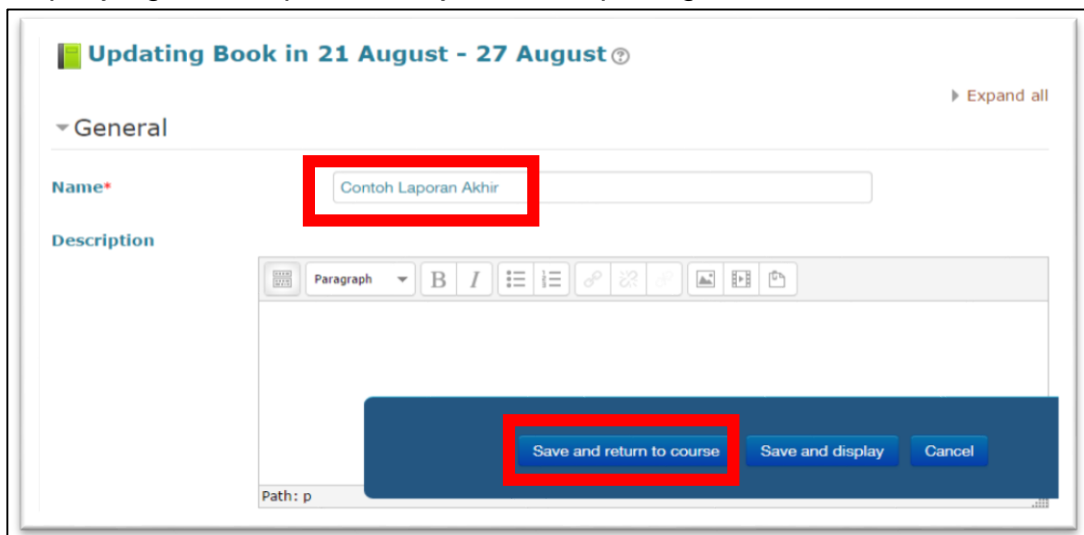 Updating Book in 21 August - 27 August
Expand all
General
Name*
Contoh Laporan Akhir
Description
Paragraph B I
Save and return to course Save and display Cancel
Path: p